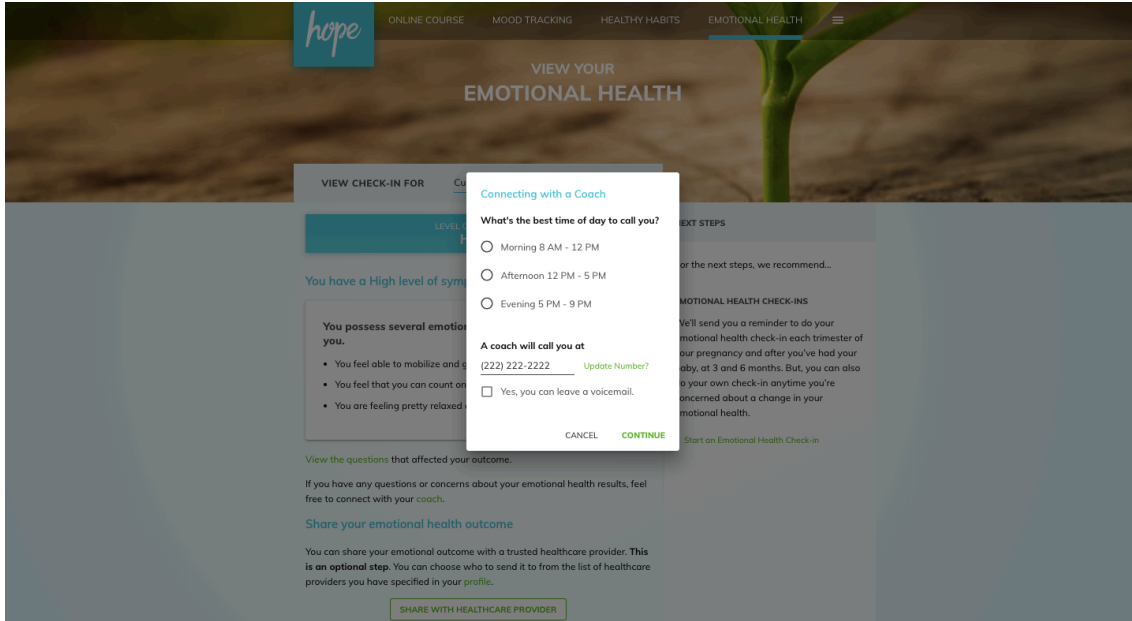 hope
ONLINE COURSE
MOOD TRACKING
HEALTHY HABITS
EMOTIONAL HEALTH
VIEW YOUR
EMOTIONAL HEALTH
VIEW CHECK-IN FOR
Cu
LEVEL
H
You have a High level of symp
You possess several emotion
you.
• You feel able to mobilize and g
• You feel that you can count on
• You are feeling pretty relaxed
View the questions that affected your outcome.
If you have any questions or concerns about your emotional health results, feel
free to connect with your coach.
Share your emotional health outcome
You can share your emotional outcome with a trusted healthcare provider. This
is an optional step. You can choose who to send it to from the list of healthcare
providers you have specified in your profile.
SHARE WITH HEALTHCARE PROVIDER
Connecting with a Coach
What's the best time of day to call you?
Morning 8 AM - 12 PM
Afternoon 12 PM - 5 PM
Evening 5 PM - 9 PM
A coach will call you at
(222) 222-2222
Update Number?
Yes, you can leave a voicemail.
CANCEL
CONTINUE
EXT STEPS
or the next steps, we recommend...
MOTIONAL HEALTH CHECK-INS
We'll send you a reminder to do your
motional health check-in each trimester of
our pregnancy and after you've had your
aby, at 3 and 6 months. But, you can also
o your own check-in anytime you're
oncerned about a change in your
motional health.
Start an Emotional Health Check-in